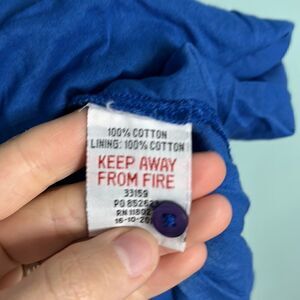 100% COTTON
LINING: 100% COTTON
KEEP AWAY
FROM FIRE
33159